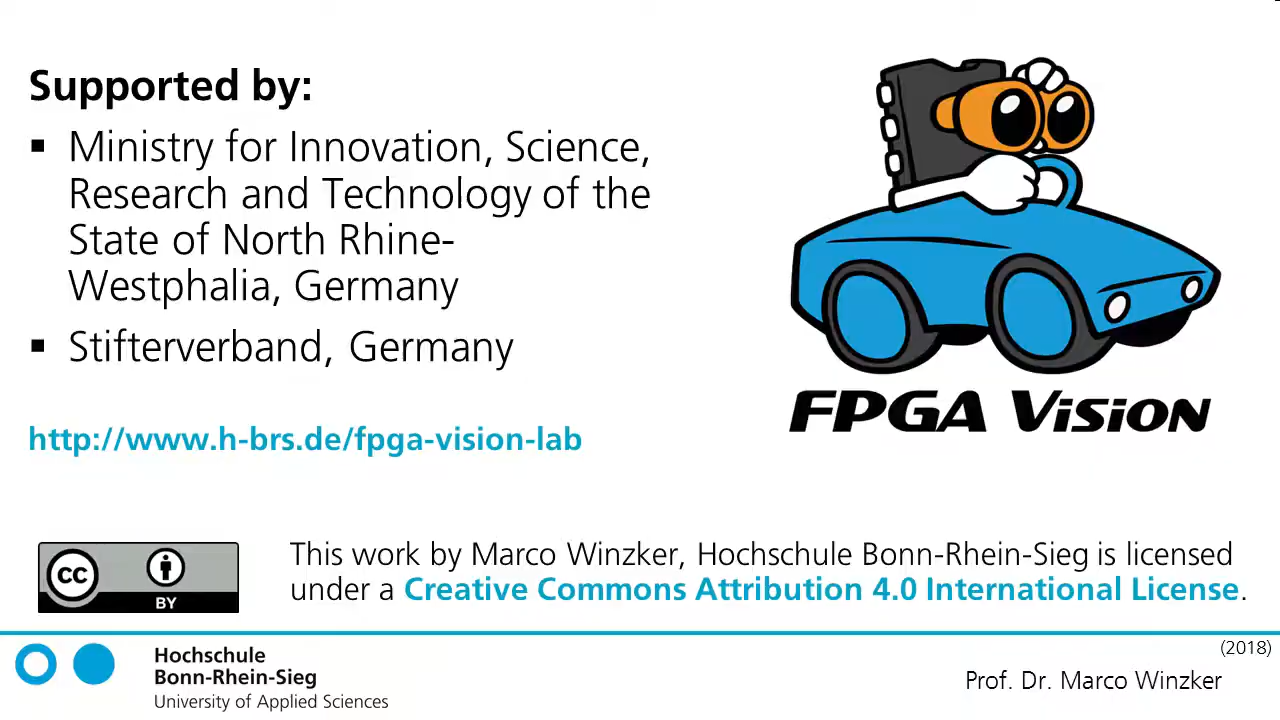 Supported by:
▪ Ministry for Innovation, Science,
Research and Technology of the
State of North Rhine-
Westphalia, Germany
▪ Stifterverband, Germany
http://www.h-brs.de/fpga-vision-lab
FPGA Vision
cc
BY
This work by Marco Winzker, Hochschule Bonn-Rhein-Sieg is licensed
under a Creative Commons Attribution 4.0 International License.
Hochschule
Bonn-Rhein-Sieg
University of Applied Sciences
(2018)
Prof. Dr. Marco Winzker